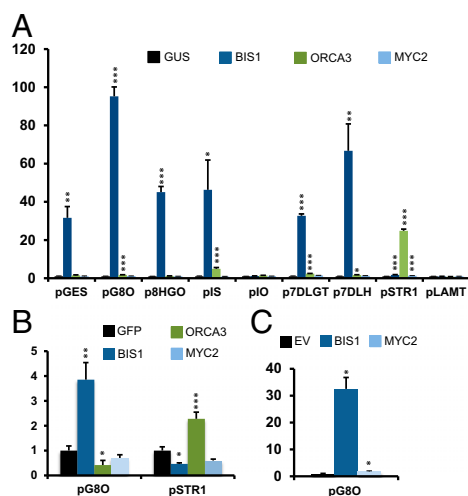 A
GUS BIS1 ORCA3 MYC2
120
100
80
60
40
20
0
** *** *** *** * *** *** *** ** * *** *** ***
pGES pG8O p8HGO pIS pIO p7DLGT p7DLH pSTR1 pLAMT
B
GFP ORCA3
BIS1 MYC2
5
4
3
2
1
0
** * * ***
pG8O pSTR1
C
EV BIS1 MYC2
40
30
20
10
0
* *
pG8O